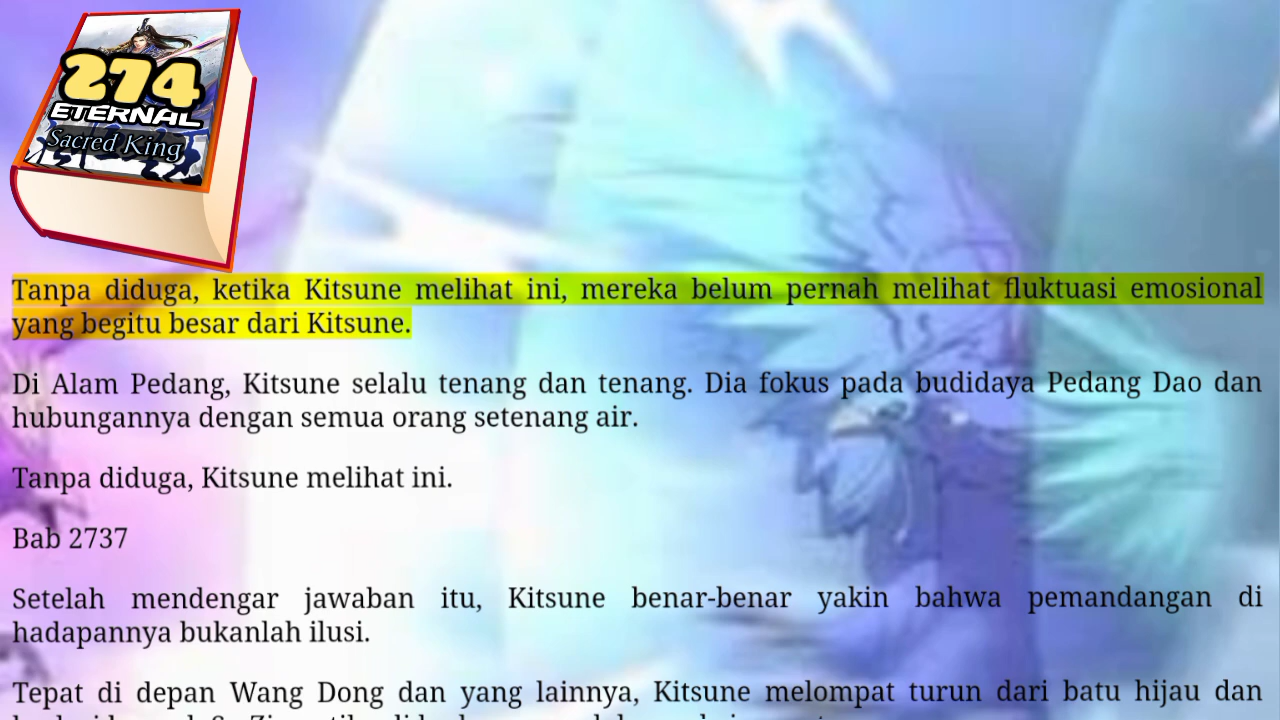 274
ETERNAL
Sacred King
Tanpa diduga, ketika Kitsune melihat ini, mereka belum pernah melihat fluktuasi emosional
yang begitu besar dari Kitsune.
Di Alam Pedang, Kitsune selalu tenang dan tenang. Dia fokus pada budidaya Pedang Dao dan
hubungannya dengan semua orang setenang air.
Tanpa diduga, Kitsune melihat ini.
Bab 2737
Setelah mendengar jawaban itu, Kitsune benar-benar yakin bahwa pemandangan di
hadapannya bukanlah ilusi.
Tepat di depan Wang Dong dan yang lainnya, Kitsune melompat turun dari batu hijau dan